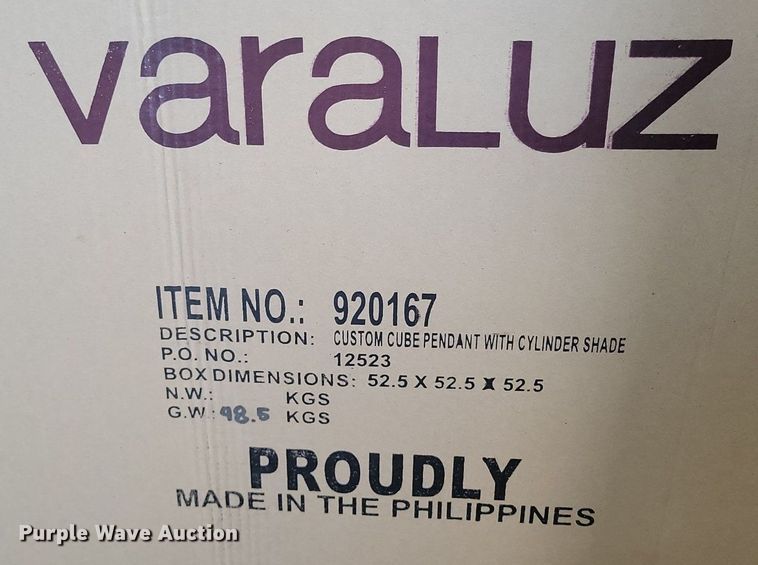 varaLuz
ITEM NO.: 920167
DESCRIPTION: CUSTOM CUBE PENDANT WITH CYLINDER SHADE
P.O. NO.: 12523
BOX DIMENSIONS: 52.5 X 52.5 X 52.5
N.W.: KGS
G.W.: 98.5 KGS
PROUDLY
MADE IN THE PHILIPPINES
Purple Wave Auction